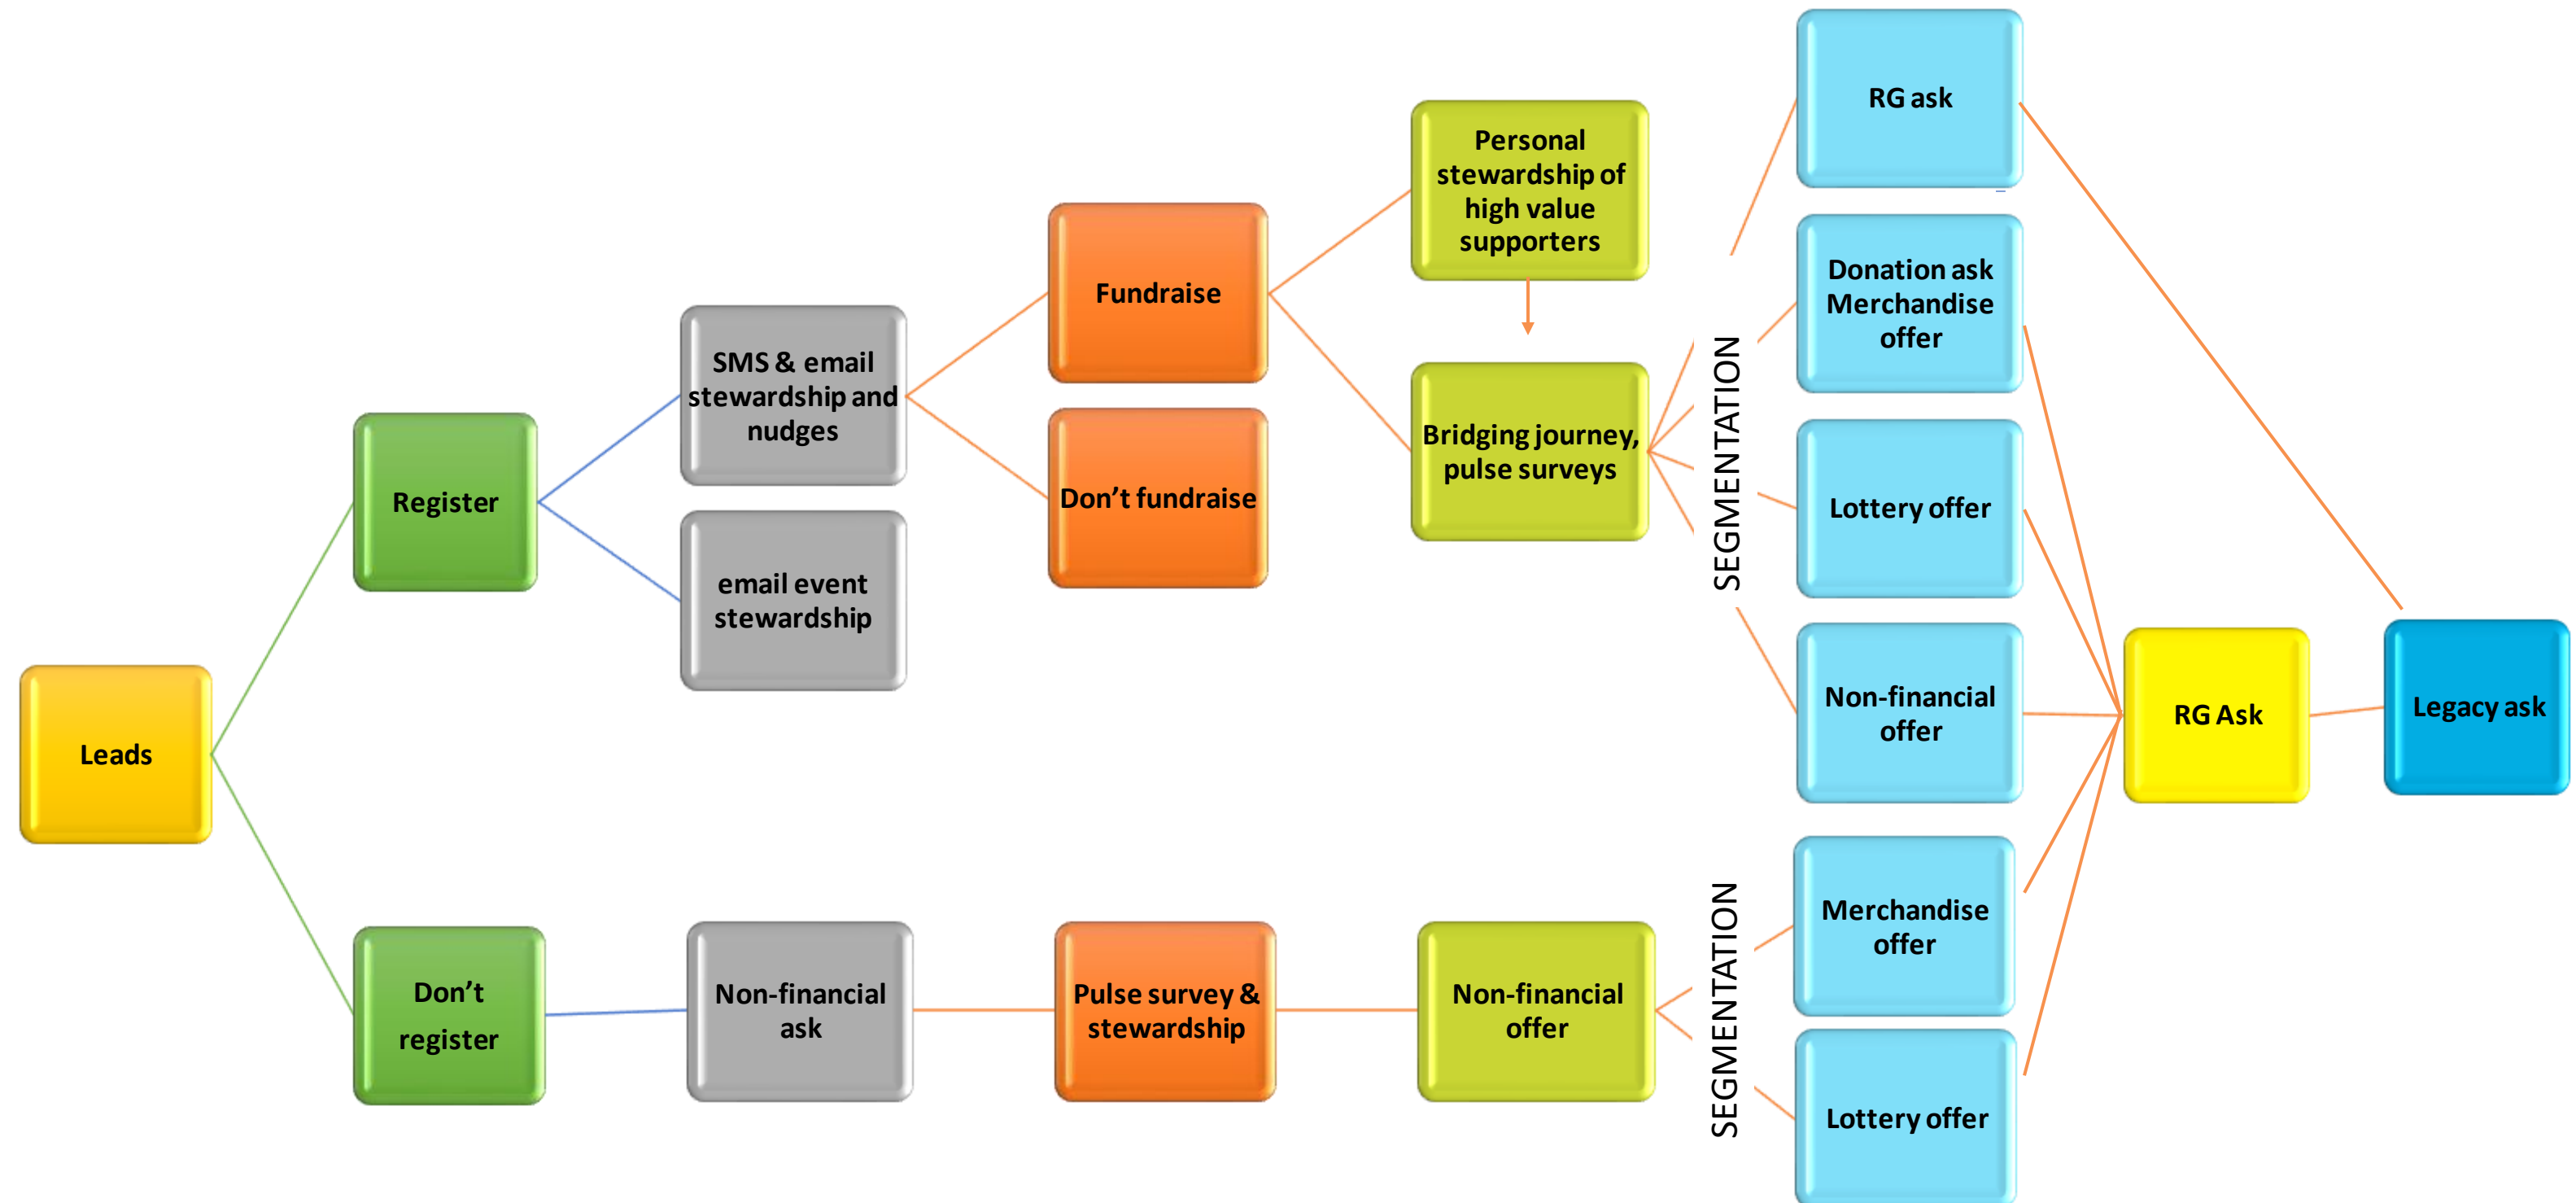 Leads
Register
Don't
register
SMS & email
stewardship and
nudges
email event
stewardship
Non-financial
ask
Fundraise
Don't fundraise
Pulse survey &
stewardship
Personal
stewardship of
high value
supporters
Bridging journey,
pulse surveys
Non-financial
offer
SEGMENTATION
SEGMENTATION
RG ask
Donation ask
Merchandise
offer
Lottery offer
Non-financial
offer
Merchandise
offer
Lottery offer
RG Ask
Legacy ask